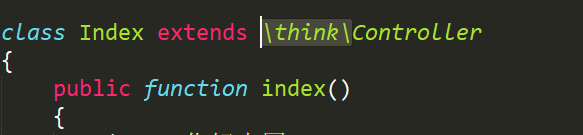 class Index extends \think\Controller
{
public function index()
{